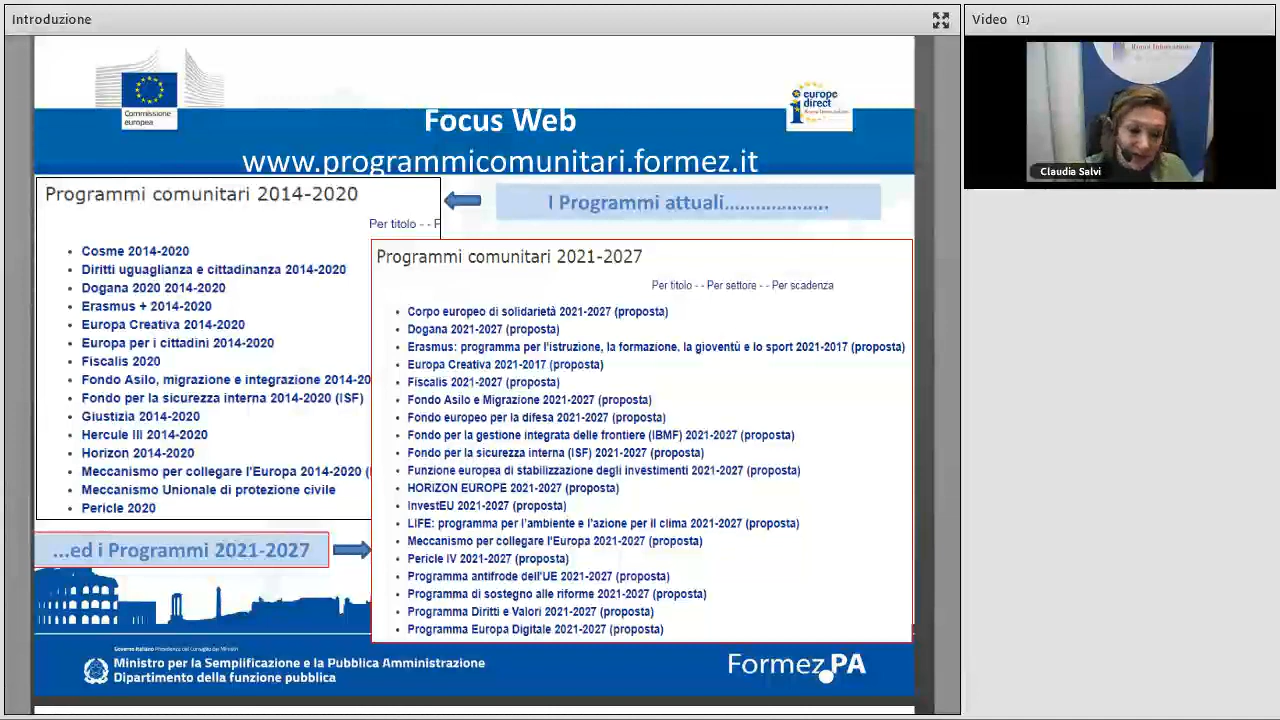 Introduzione
Video (1)
Commissione
europea
europe
direct
Focus Web
www.programmicomunitari.formez.it
Claudia Salvi
Programmi comunitari 2014-2020
I Programmi attuali...................
Per titolo - - F
Cosme 2014-2020
Diritti uguaglianza e cittadinanza 2014-2020
Dogana 2020 2014-2020
Erasmus + 2014-2020
Europa Creativa 2014-2020
Europa per i cittadini 2014-2020
Fiscalis 2020
Fondo Asilo, migrazione e integrazione 2014-20
Fondo per la sicurezza interna 2014-2020 (ISF)
Giustizia 2014-2020
Hercule III 2014-2020
Horizon 2014-2020
Meccanismo per collegare l'Europa 2014-2020 (
Meccanismo Unionale di protezione civile
Pericle 2020
Programmi comunitari 2021-2027
Per titolo - - Per settore - - Per scadenza
Corpo europeo di solidarietà 2021-2027 (proposta)
Dogana 2021-2027 (proposta)
Erasmus: programma per l'istruzione, la formazione, la gioventù e lo sport 2021-2017 (proposta)
Europa Creativa 2021-2017 (proposta)
Fiscalis 2021-2027 (proposta)
Fondo Asilo e Migrazione 2021-2027 (proposta)
Fondo europeo per la difesa 2021-2027 (proposta)
Fondo per la gestione integrata delle frontiere (IBMF) 2021-2027 (proposta)
Fondo per la sicurezza interna (ISF) 2021-2027 (proposta)
Funzione europea di stabilizzazione degli investimenti 2021-2027 (proposta)
HORIZON EUROPE 2021-2027 (proposta)
InvestEU 2021-2027 (proposta)
LIFE: programma per l'ambiente e l'azione per il clima 2021-2027 (proposta)
Meccanismo per collegare l'Europa 2021-2027 (proposta)
Pericle IV 2021-2027 (proposta)
Programma antifrode dell'UE 2021-2027 (proposta)
Programma di sostegno alle riforme 2021-2027 (proposta)
Programma Diritti e Valori 2021-2027 (proposta)
Programma Europa Digitale 2021-2027 (proposta)
...ed i Programmi 2021-2027
Governo Italiano Presidenza del Consiglio dei Ministri
Ministro per la Semplificazione e la Pubblica Amministrazione
Dipartimento della funzione pubblica
Formez PA